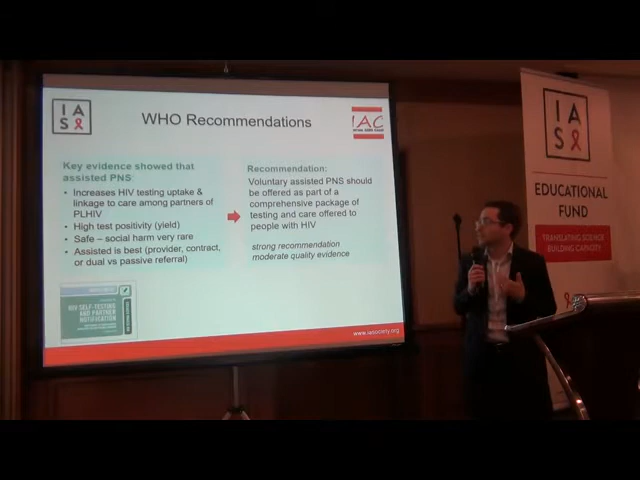 IAS
WHO Recommendations
IAC
Key evidence showed that
assisted PNS:
• Increases HIV testing uptake &
linkage to care among partners of
PLHIV
• High test positivity (yield)
• Safe – social harm very rare
• Assisted is best (provider, contract,
or dual vs passive referral)
Recommendation:
Voluntary assisted PNS should
be offered as part of a
comprehensive package of
testing and care offered to
people with HIV
strong recommendation
moderate quality evidence
HIV SELF-TESTING
AND PARTNER
NOTIFICATION
www.iasociety.org
IAS
EDUCATIONAL
FUND
TRANSLATING SCIENCE
BUILDING CAPACITY